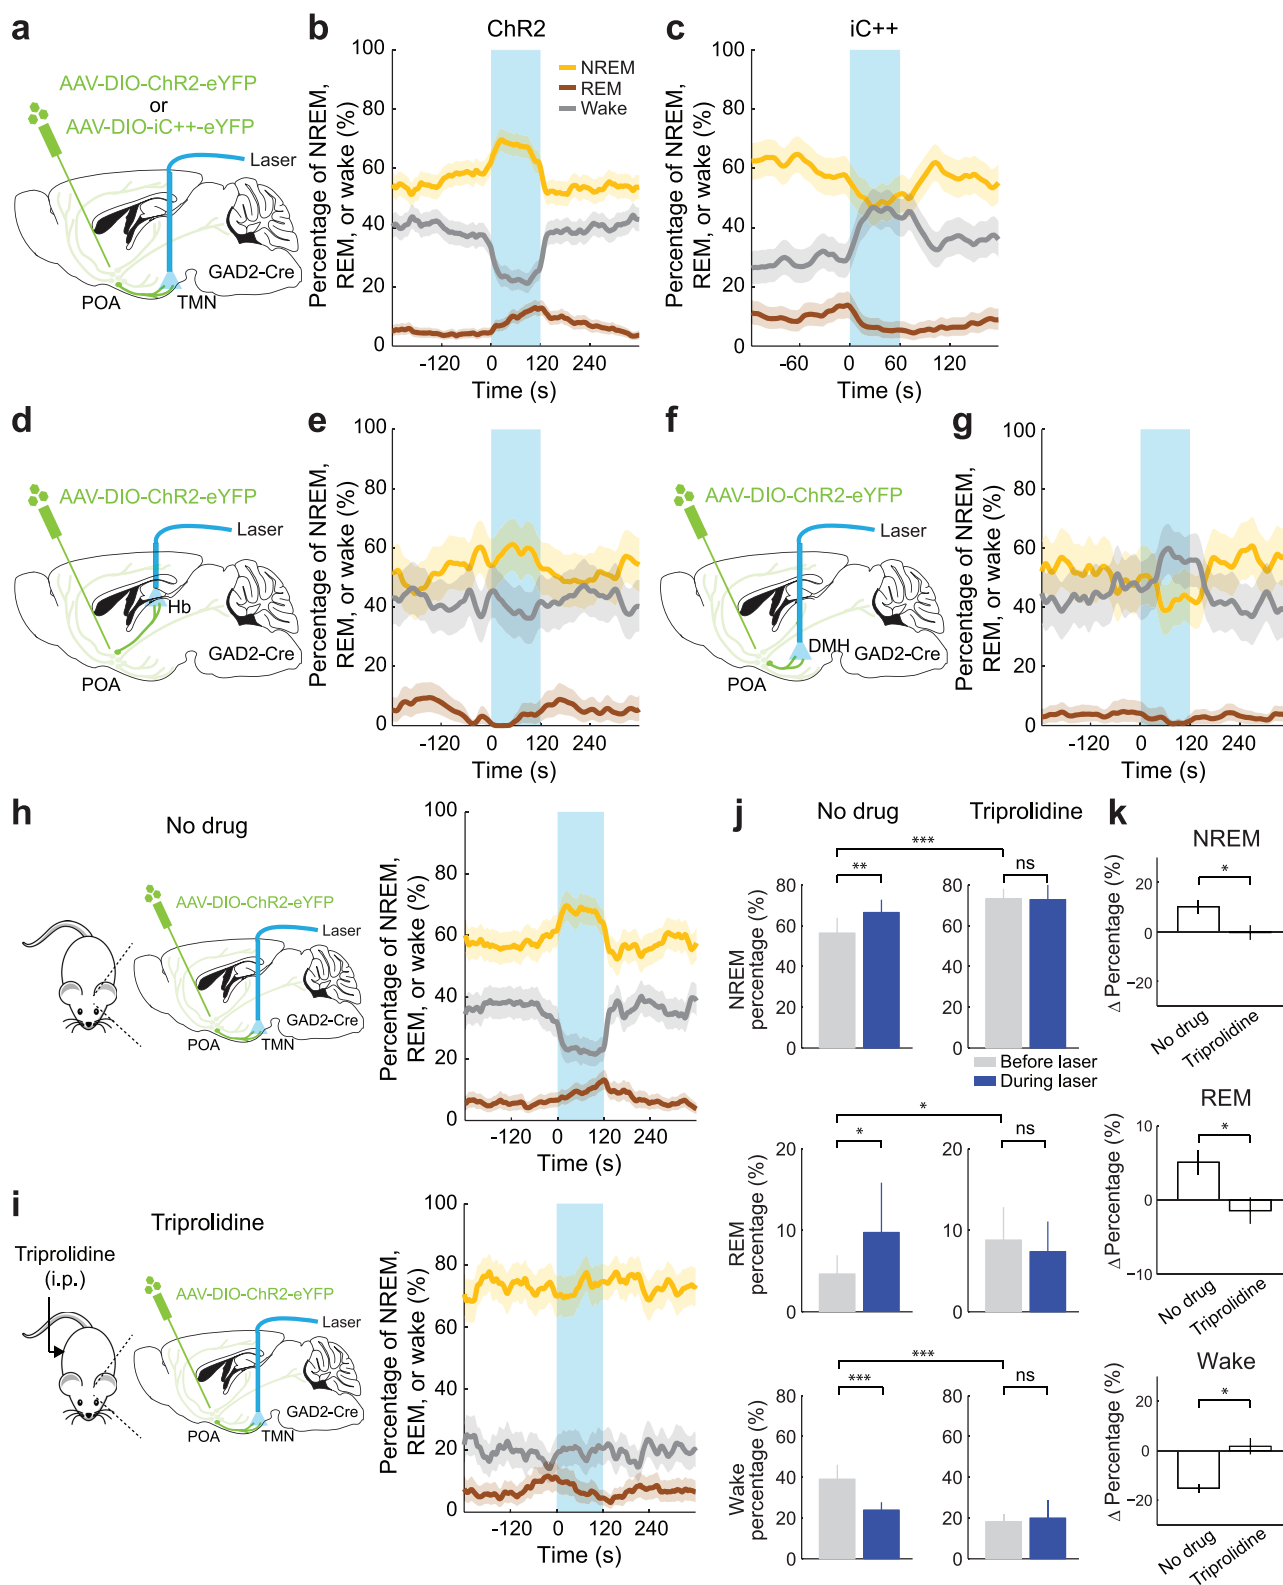 a
AAV-DIO-ChR2-eYFP
or
AAV-DIO-iC++-eYFP
Laser
GAD2-Cre
POA
TMN
b
ChR2
Percentage of NREM,
REM, or wake (%)
100
80
60
40
20
0
NREM
REM
Wake
-120
0
120
240
Time (s)
c
iC++
Percentage of NREM,
REM, or wake (%)
100
80
60
40
20
0
-60
0
60
120
Time (s)
d
AAV-DIO-ChR2-eYFP
Laser
Hb
GAD2-Cre
POA
e
Percentage of NREM,
REM, or wake (%)
100
80
60
40
20
0
-120
0
120
240
Time (s)
f
AAV-DIO-ChR2-eYFP
Laser
DMH
GAD2-Cre
POA
g
Percentage of NREM,
REM, or wake (%)
100
80
60
40
20
0
-120
0
120
240
Time (s)
h
No drug
AAV-DIO-ChR2-eYFP
Laser
GAD2-Cre
POA
TMN
Percentage of NREM,
REM, or wake (%)
100
80
60
40
20
0
-120
0
120
240
Time (s)
i
Triprolidine
Triprolidine
(i.p.)
AAV-DIO-ChR2-eYFP
Laser
GAD2-Cre
POA
TMN
Percentage of NREM,
REM, or wake (%)
100
80
60
40
20
0
-120
0
120
240
Time (s)
j
No drug
Triprolidine
***
**
ns
NREM
percentage (%)
80
60
40
20
0
80
60
40
20
0
Before laser
During laser
*
*
ns
REM
percentage (%)
20
10
0
20
10
0
***
***
ns
Wake
percentage (%)
80
60
40
20
0
80
60
40
20
0
k
NREM
*
Δ Percentage (%)
20
0
−20
No drug
Triprolidine
REM
*
Δ Percentage (%)
10
0
−10
No drug
Triprolidine
Wake
*
Δ Percentage (%)
20
0
−20
No drug
Triprolidine